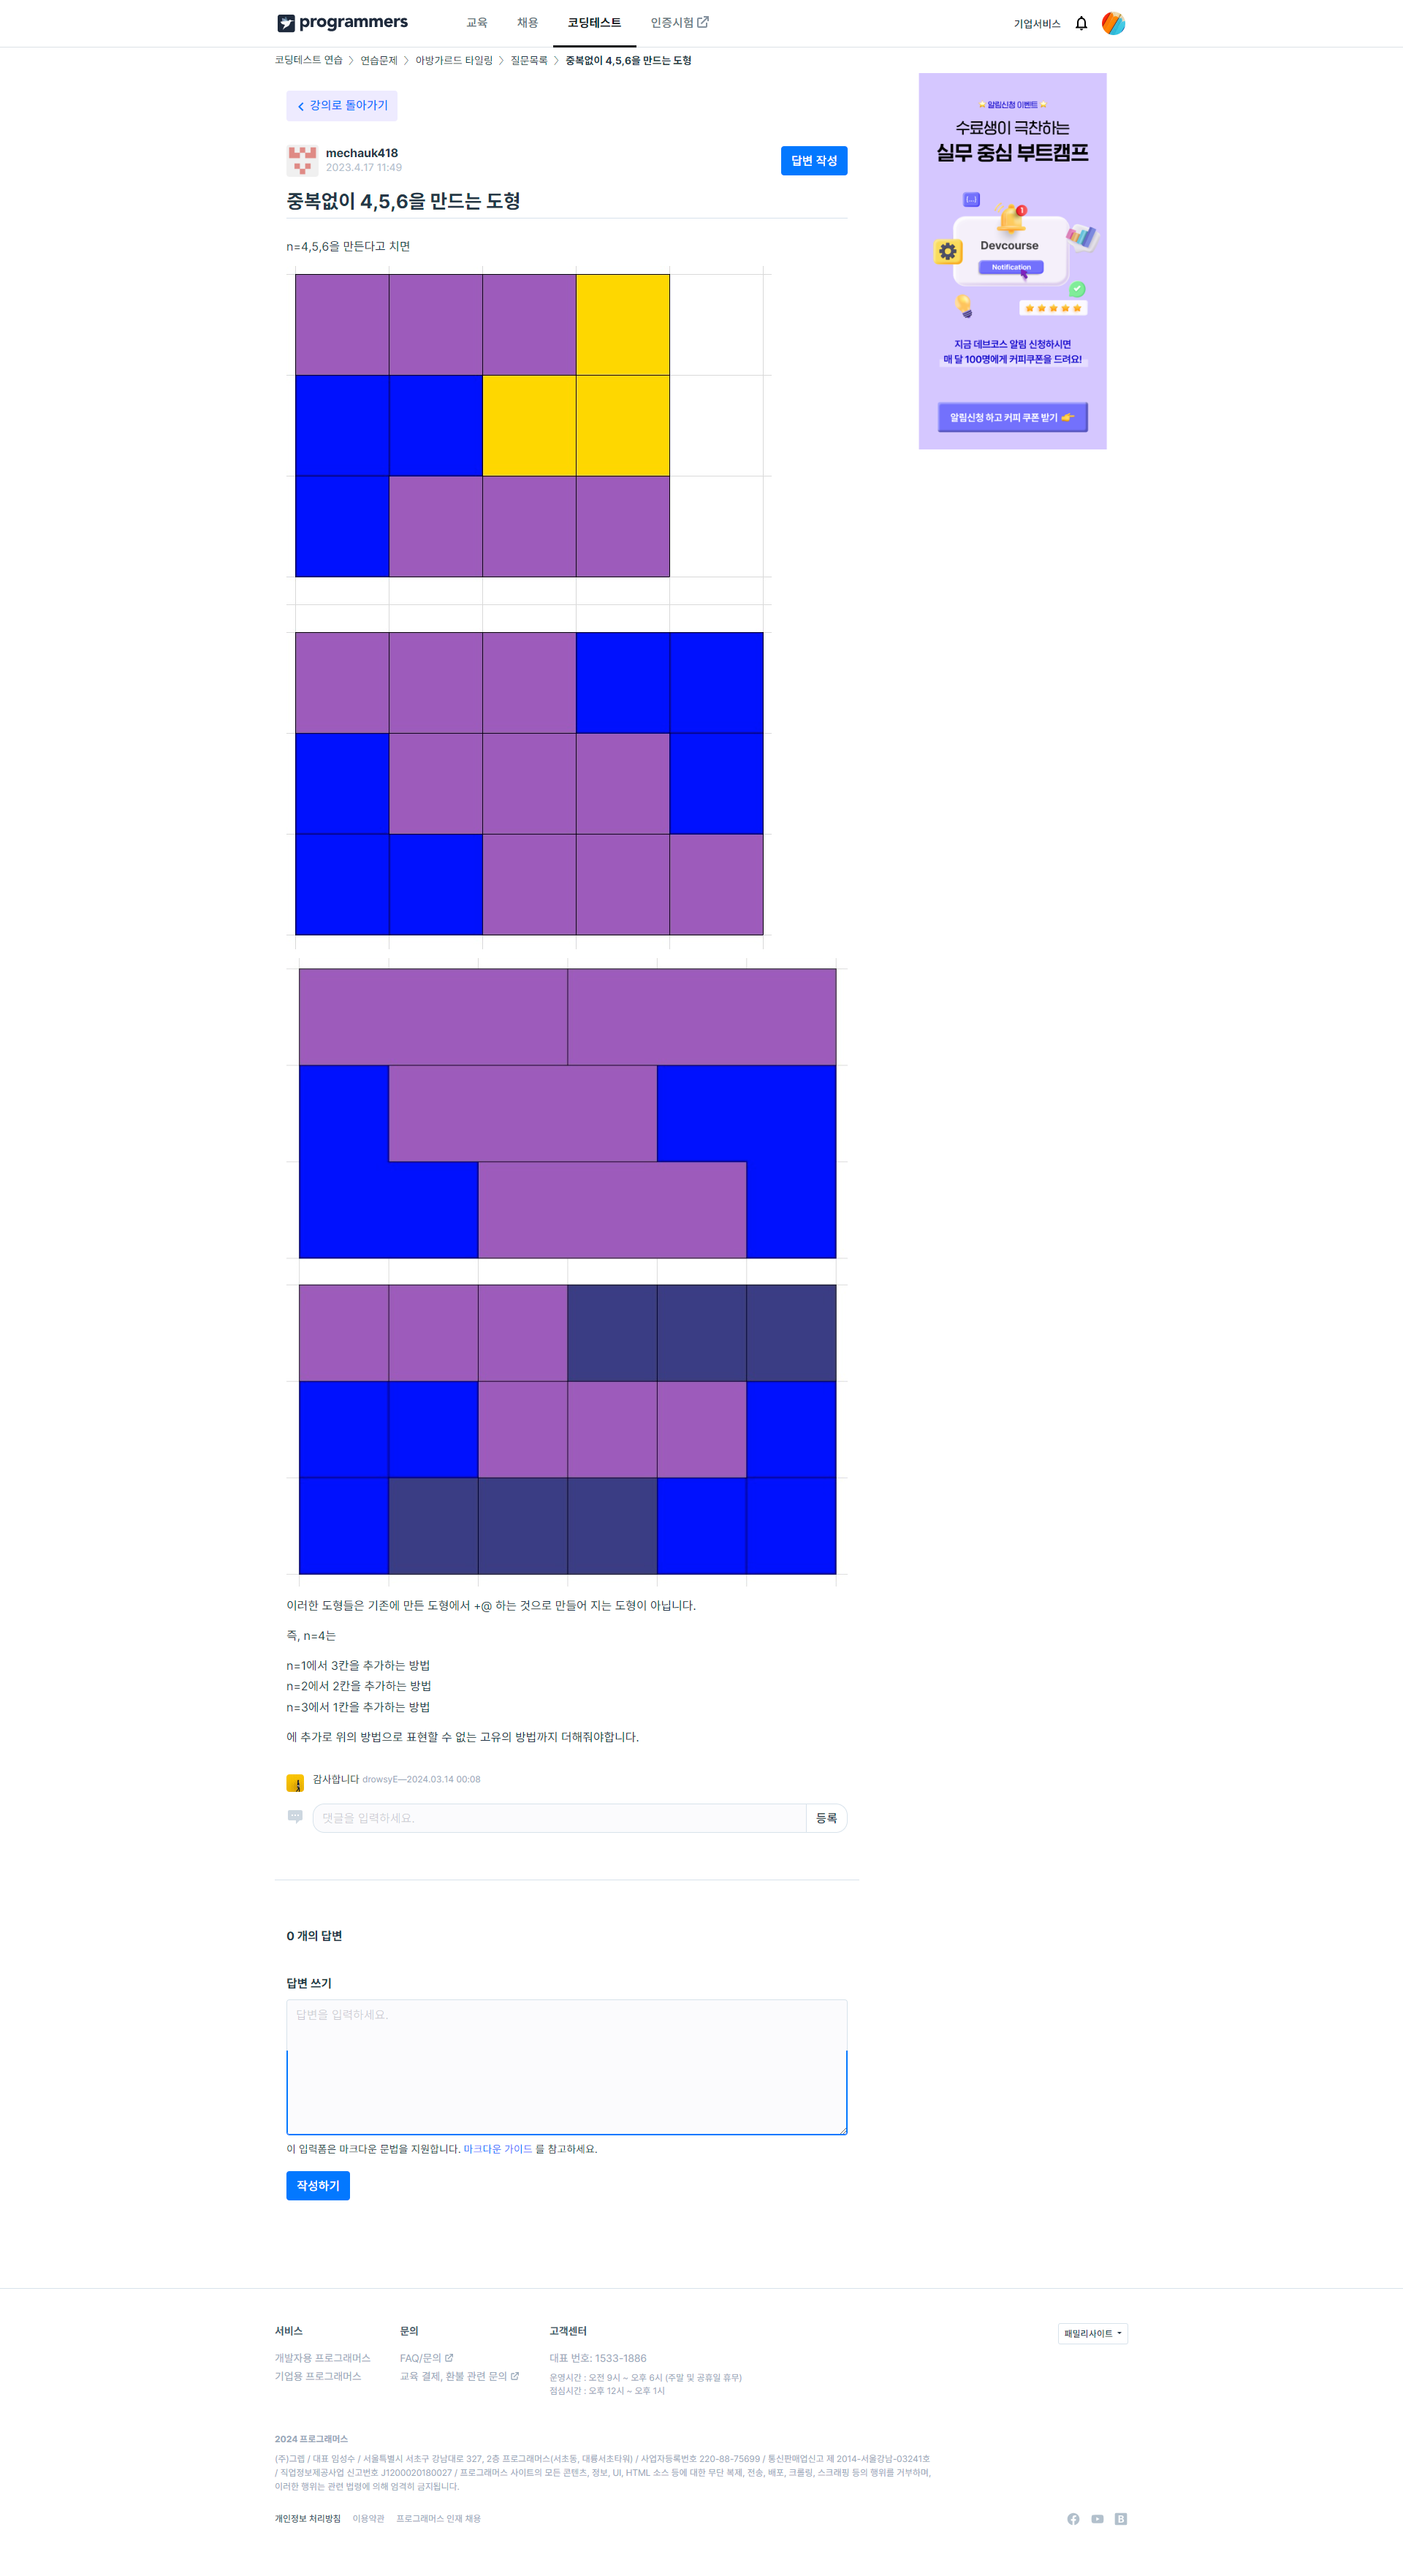 programmers
교육
채용
코딩테스트
인증시험
기업서비스
코딩테스트 연습 > 연습문제 > 아방가르드 타일링 > 질문목록 > 중복없이 4,5,6을 만드는 도형
강의로 돌아가기
mechauk418
2023.4.17 11:49
답변 작성
중복없이 4,5,6을 만드는 도형
n=4,5,6을 만든다고 치면
알림신청 이벤트
수료생이 극찬하는
실무 중심 부트캠프
[...]
1
Devcourse
Notification
지금 데브코스 알림 신청하시면
매 달 100명에게 커피쿠폰을 드려요!
알림신청 하고 커피 쿠폰 받기
이러한 도형들은 기존에 만든 도형에서 +@ 하는 것으로 만들어 지는 도형이 아닙니다.
즉, n=4는
n=1에서 3칸을 추가하는 방법
n=2에서 2칸을 추가하는 방법
n=3에서 1칸을 추가하는 방법
에 추가로 위의 방법으로 표현할 수 없는 고유의 방법까지 더해줘야합니다.
감사합니다 drowsyE―2024.03.14 00:08
댓글을 입력하세요.
등록
0 개의 답변
답변 쓰기
답변을 입력하세요.
이 입력폼은 마크다운 문법을 지원합니다. 마크다운 가이드 를 참고하세요.
작성하기
서비스
개발자용 프로그래머스
기업용 프로그래머스
문의
FAQ/문의
교육 결제, 환불 관련 문의
고객센터
대표 번호: 1533-1886
운영시간 : 오전 9시 ~ 오후 6시 (주말 및 공휴일 휴무)
점심시간 : 오후 12시 ~ 오후 1시
패밀리사이트
2024 프로그래머스
(주)그렙 / 대표 임성수 / 서울특별시 서초구 강남대로 327, 2층 프로그래머스(서초동, 대륭서초타워) / 사업자등록번호 220-88-75699 / 통신판매업신고 제 2014-서울강남-03241호
/ 직업정보제공사업 신고번호 J1200020180027 / 프로그래머스 사이트의 모든 콘텐츠, 정보, UI, HTML 소스 등에 대한 무단 복제, 전송, 배포, 크롤링, 스크래핑 등의 행위를 거부하며,
이러한 행위는 관련 법령에 의해 엄격히 금지됩니다.
개인정보 처리방침
이용약관
프로그래머스 인재 채용